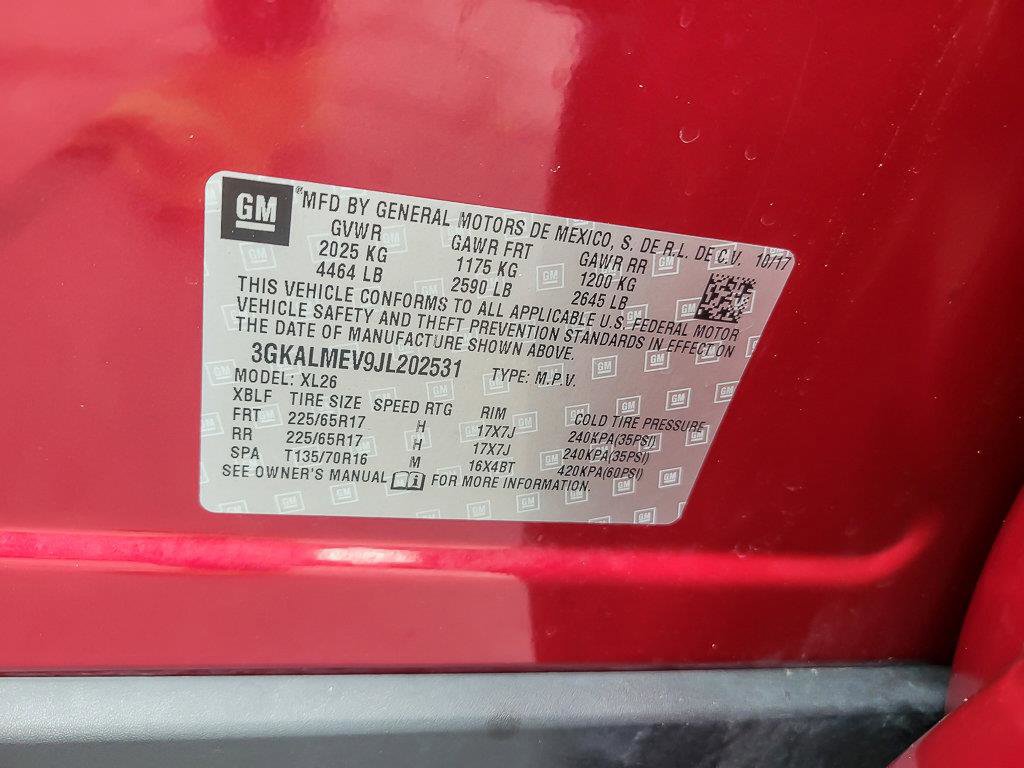 GM ®MFD BY GENERAL MOTORS DE MEXICO, S. DE R.L. DE C.V. 10/17
GVWR GAWR FRT GAWR RR
2025 KG 1175 KG 1200 KG
4464 LB 2590 LB 2645 LB
THIS VEHICLE CONFORMS TO ALL APPLICABLE U.S. FEDERAL MOTOR
VEHICLE SAFETY AND THEFT PREVENTION STANDARDS IN EFFECT ON
THE DATE OF MANUFACTURE SHOWN ABOVE.
3GKALMEV9JL202531 TYPE: M.P.V.
MODEL: XL26
XBLF TIRE SIZE SPEED RTG RIM COLD TIRE PRESSURE
FRT 225/65R17 H 17X7J 240KPA(35PSI)
RR 225/65R17 H 17X7J 240KPA(35PSI)
SPA T135/70R16 M 16X4BT 420KPA(60PSI)
SEE OWNER'S MANUAL FOR MORE INFORMATION.